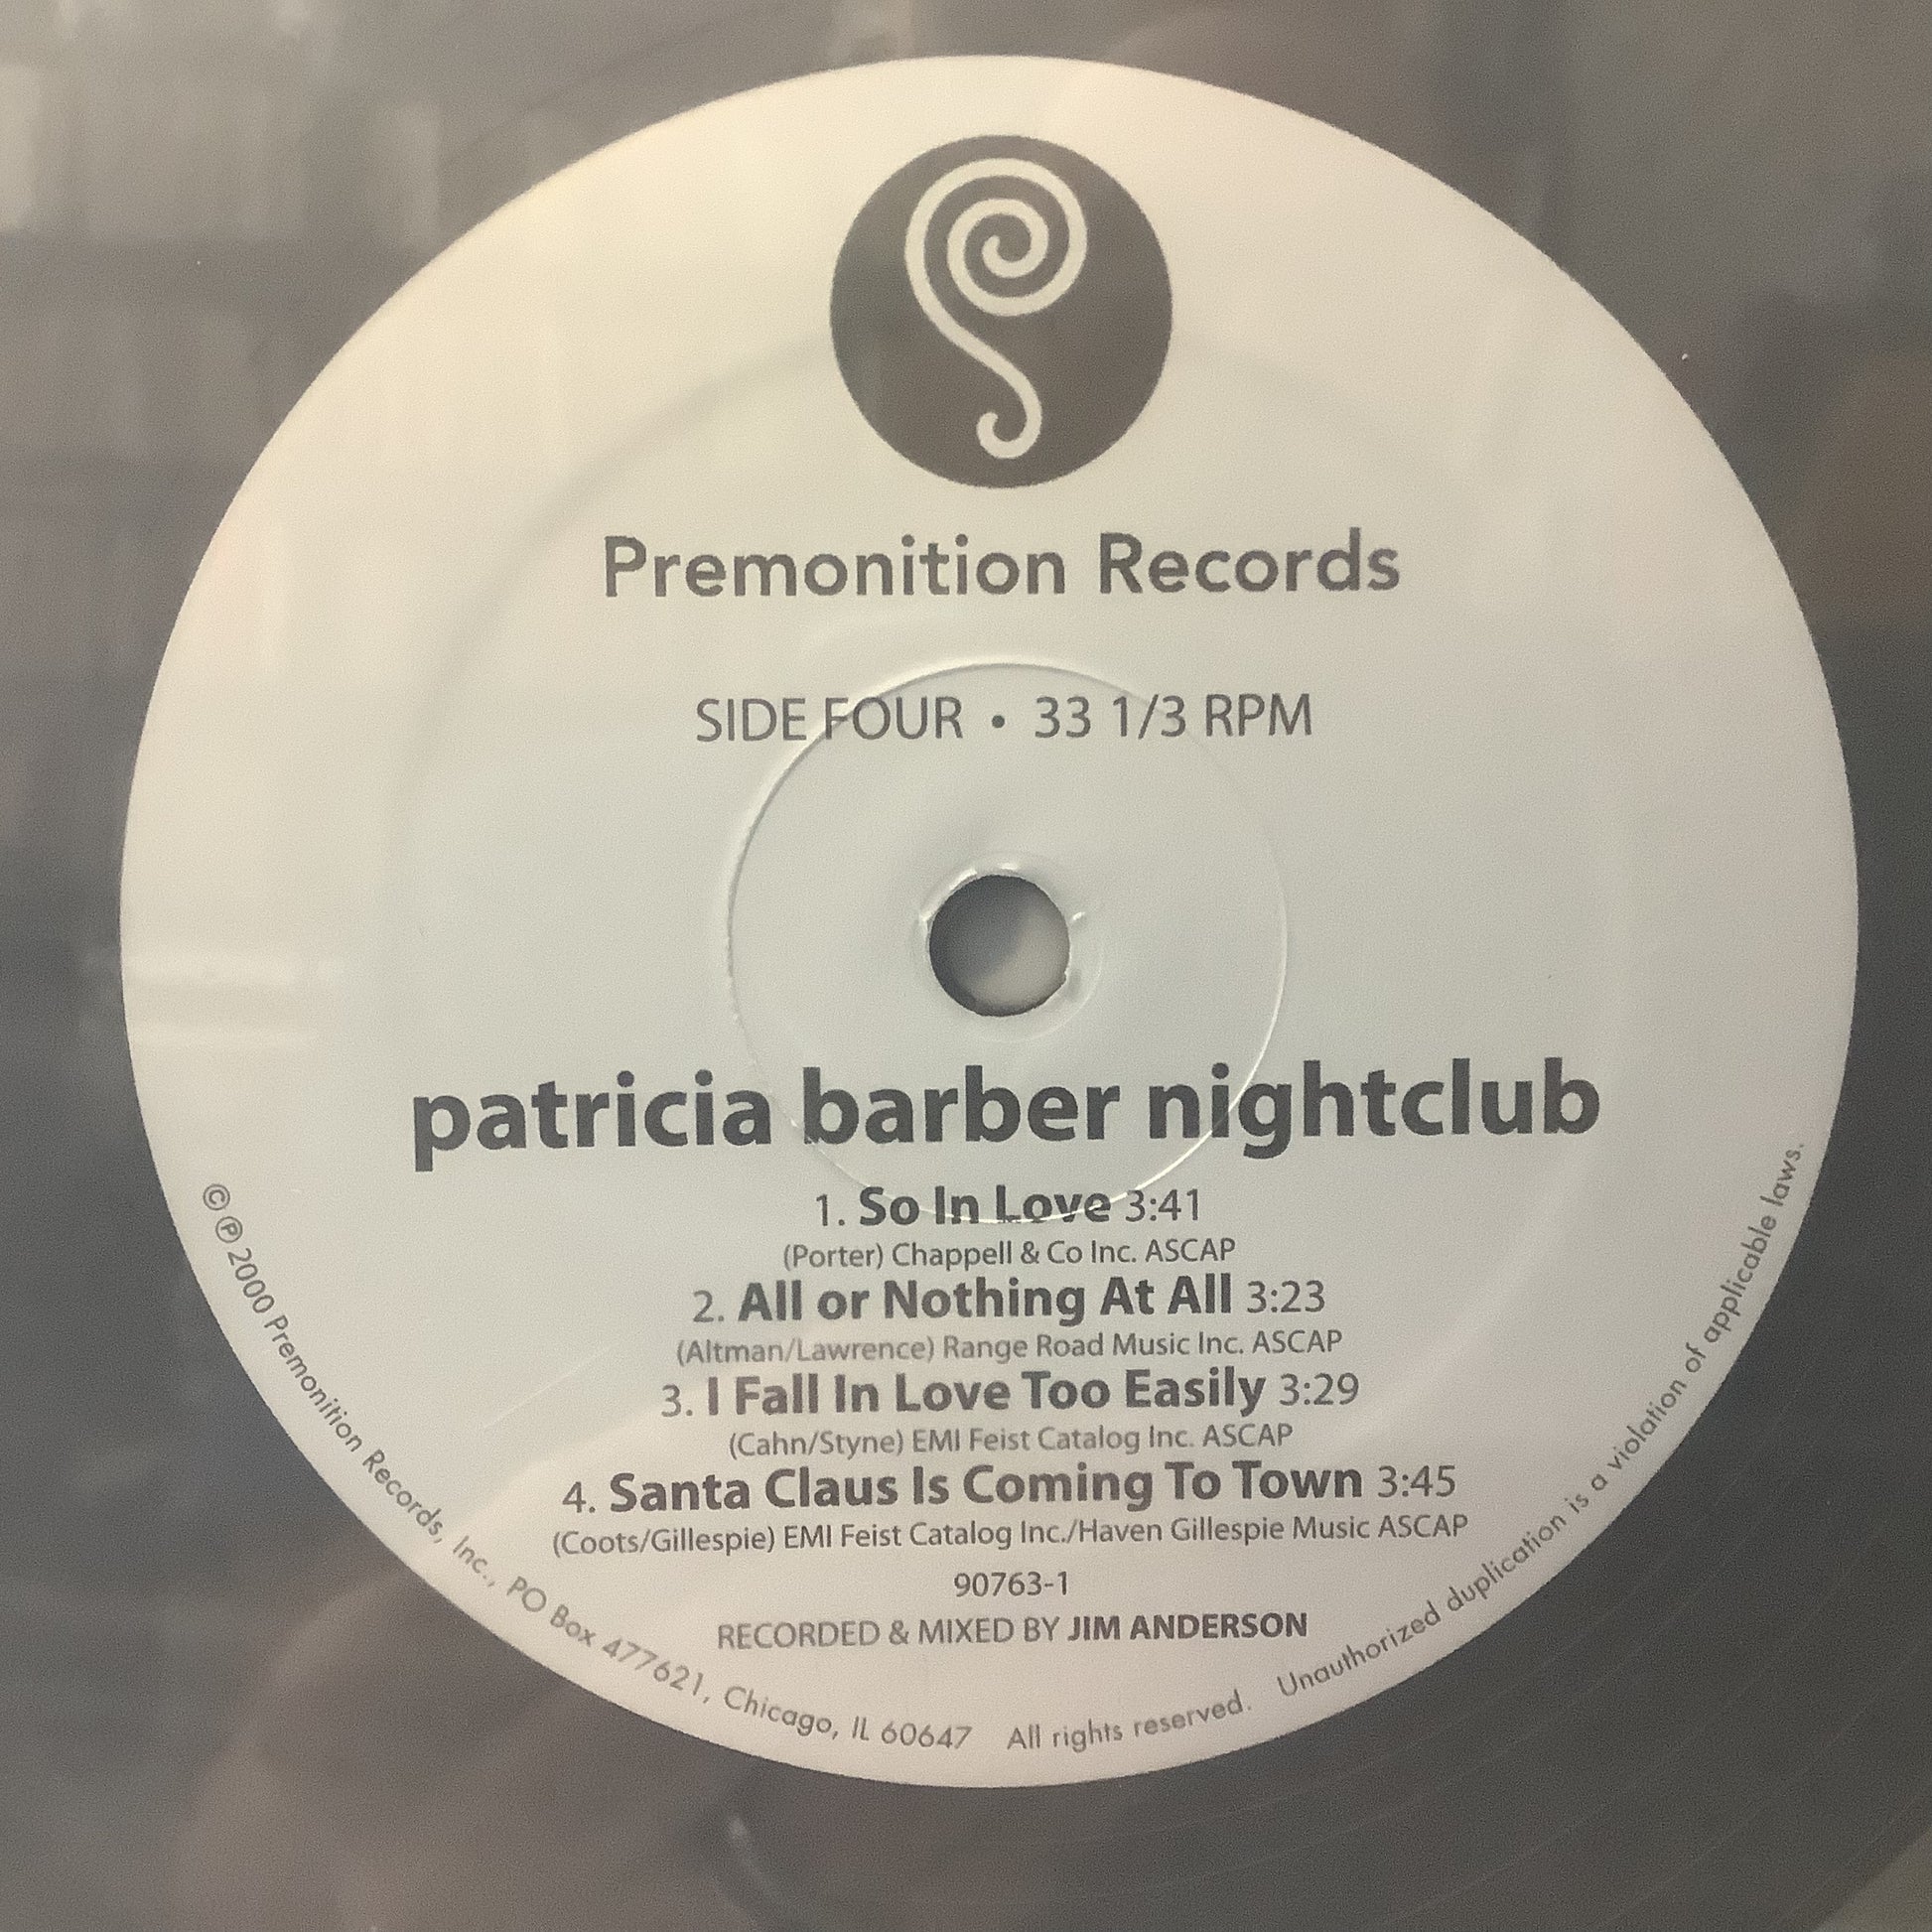 Premonition Records
SIDE FOUR • 33 1/3 RPM
patricia barber nightclub
1. So In Love 3:41
(Porter) Chappell & Co Inc. ASCAP
2. All or Nothing At All 3:23
(Altman/Lawrence) Range Road Music Inc. ASCAP
3. I Fall In Love Too Easily 3:29
(Cahn/Styne) EMI Feist Catalog Inc. ASCAP
4. Santa Claus Is Coming To Town 3:45
(Coots/Gillespie) EMI Feist Catalog Inc./Haven Gillespie Music ASCAP
90763-1
RECORDED & MIXED BY JIM ANDERSON
©℗2000 Premonition Records, Inc., PO Box 477621, Chicago, IL 60647 All rights reserved. Unauthorized duplication is a violation of applicable laws.